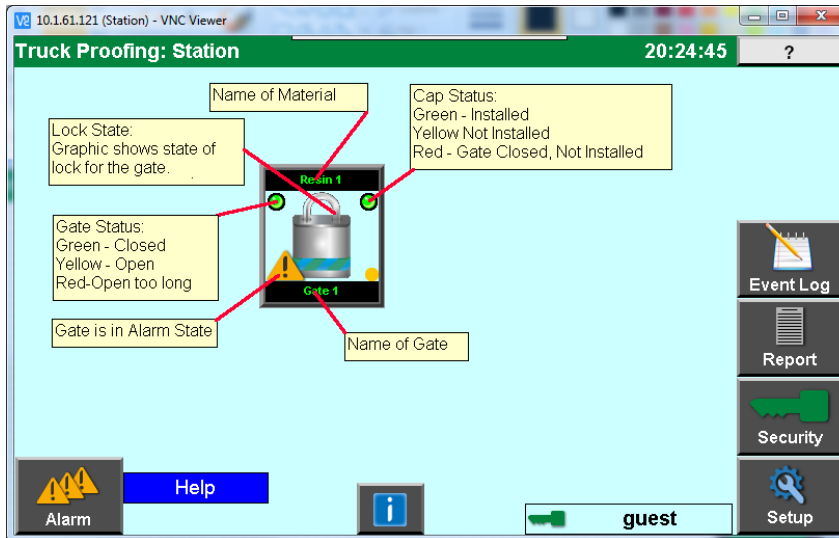 10.1.61.121 (Station) - VNC Viewer
Truck Proofing: Station
20:24:45
?
Name of Material
Cap Status:
Green - Installed
Yellow Not Installed
Red - Gate Closed, Not Installed
Lock State:
Graphic shows state of
lock for the gate. .
Resin 1
Gate Status:
Green - Closed
Yellow - Open
Red-Open too long
Gate 1
Gate is in Alarm State
Name of Gate
Event Log
Report
Security
Setup
Alarm
Help
guest